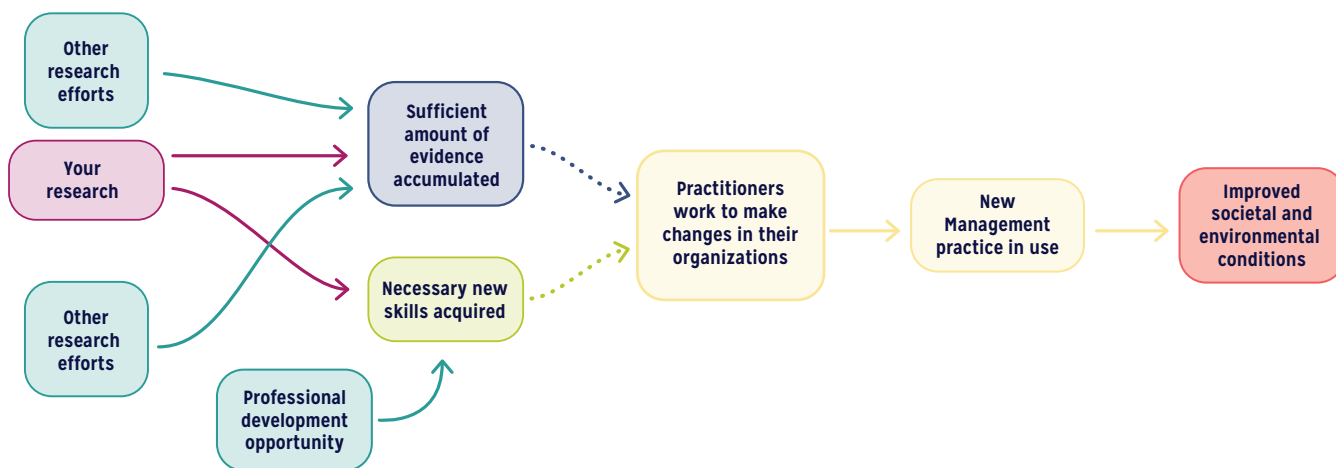 Other
research
efforts
Your
research
Other
research
efforts
Professional
development
opportunity
Sufficient
amount of
evidence
accumulated
Necessary new
skills acquired
Practitioners
work to make
changes in their
organizations
New
Management
practice in use
Improved
societal and
environmental
conditions